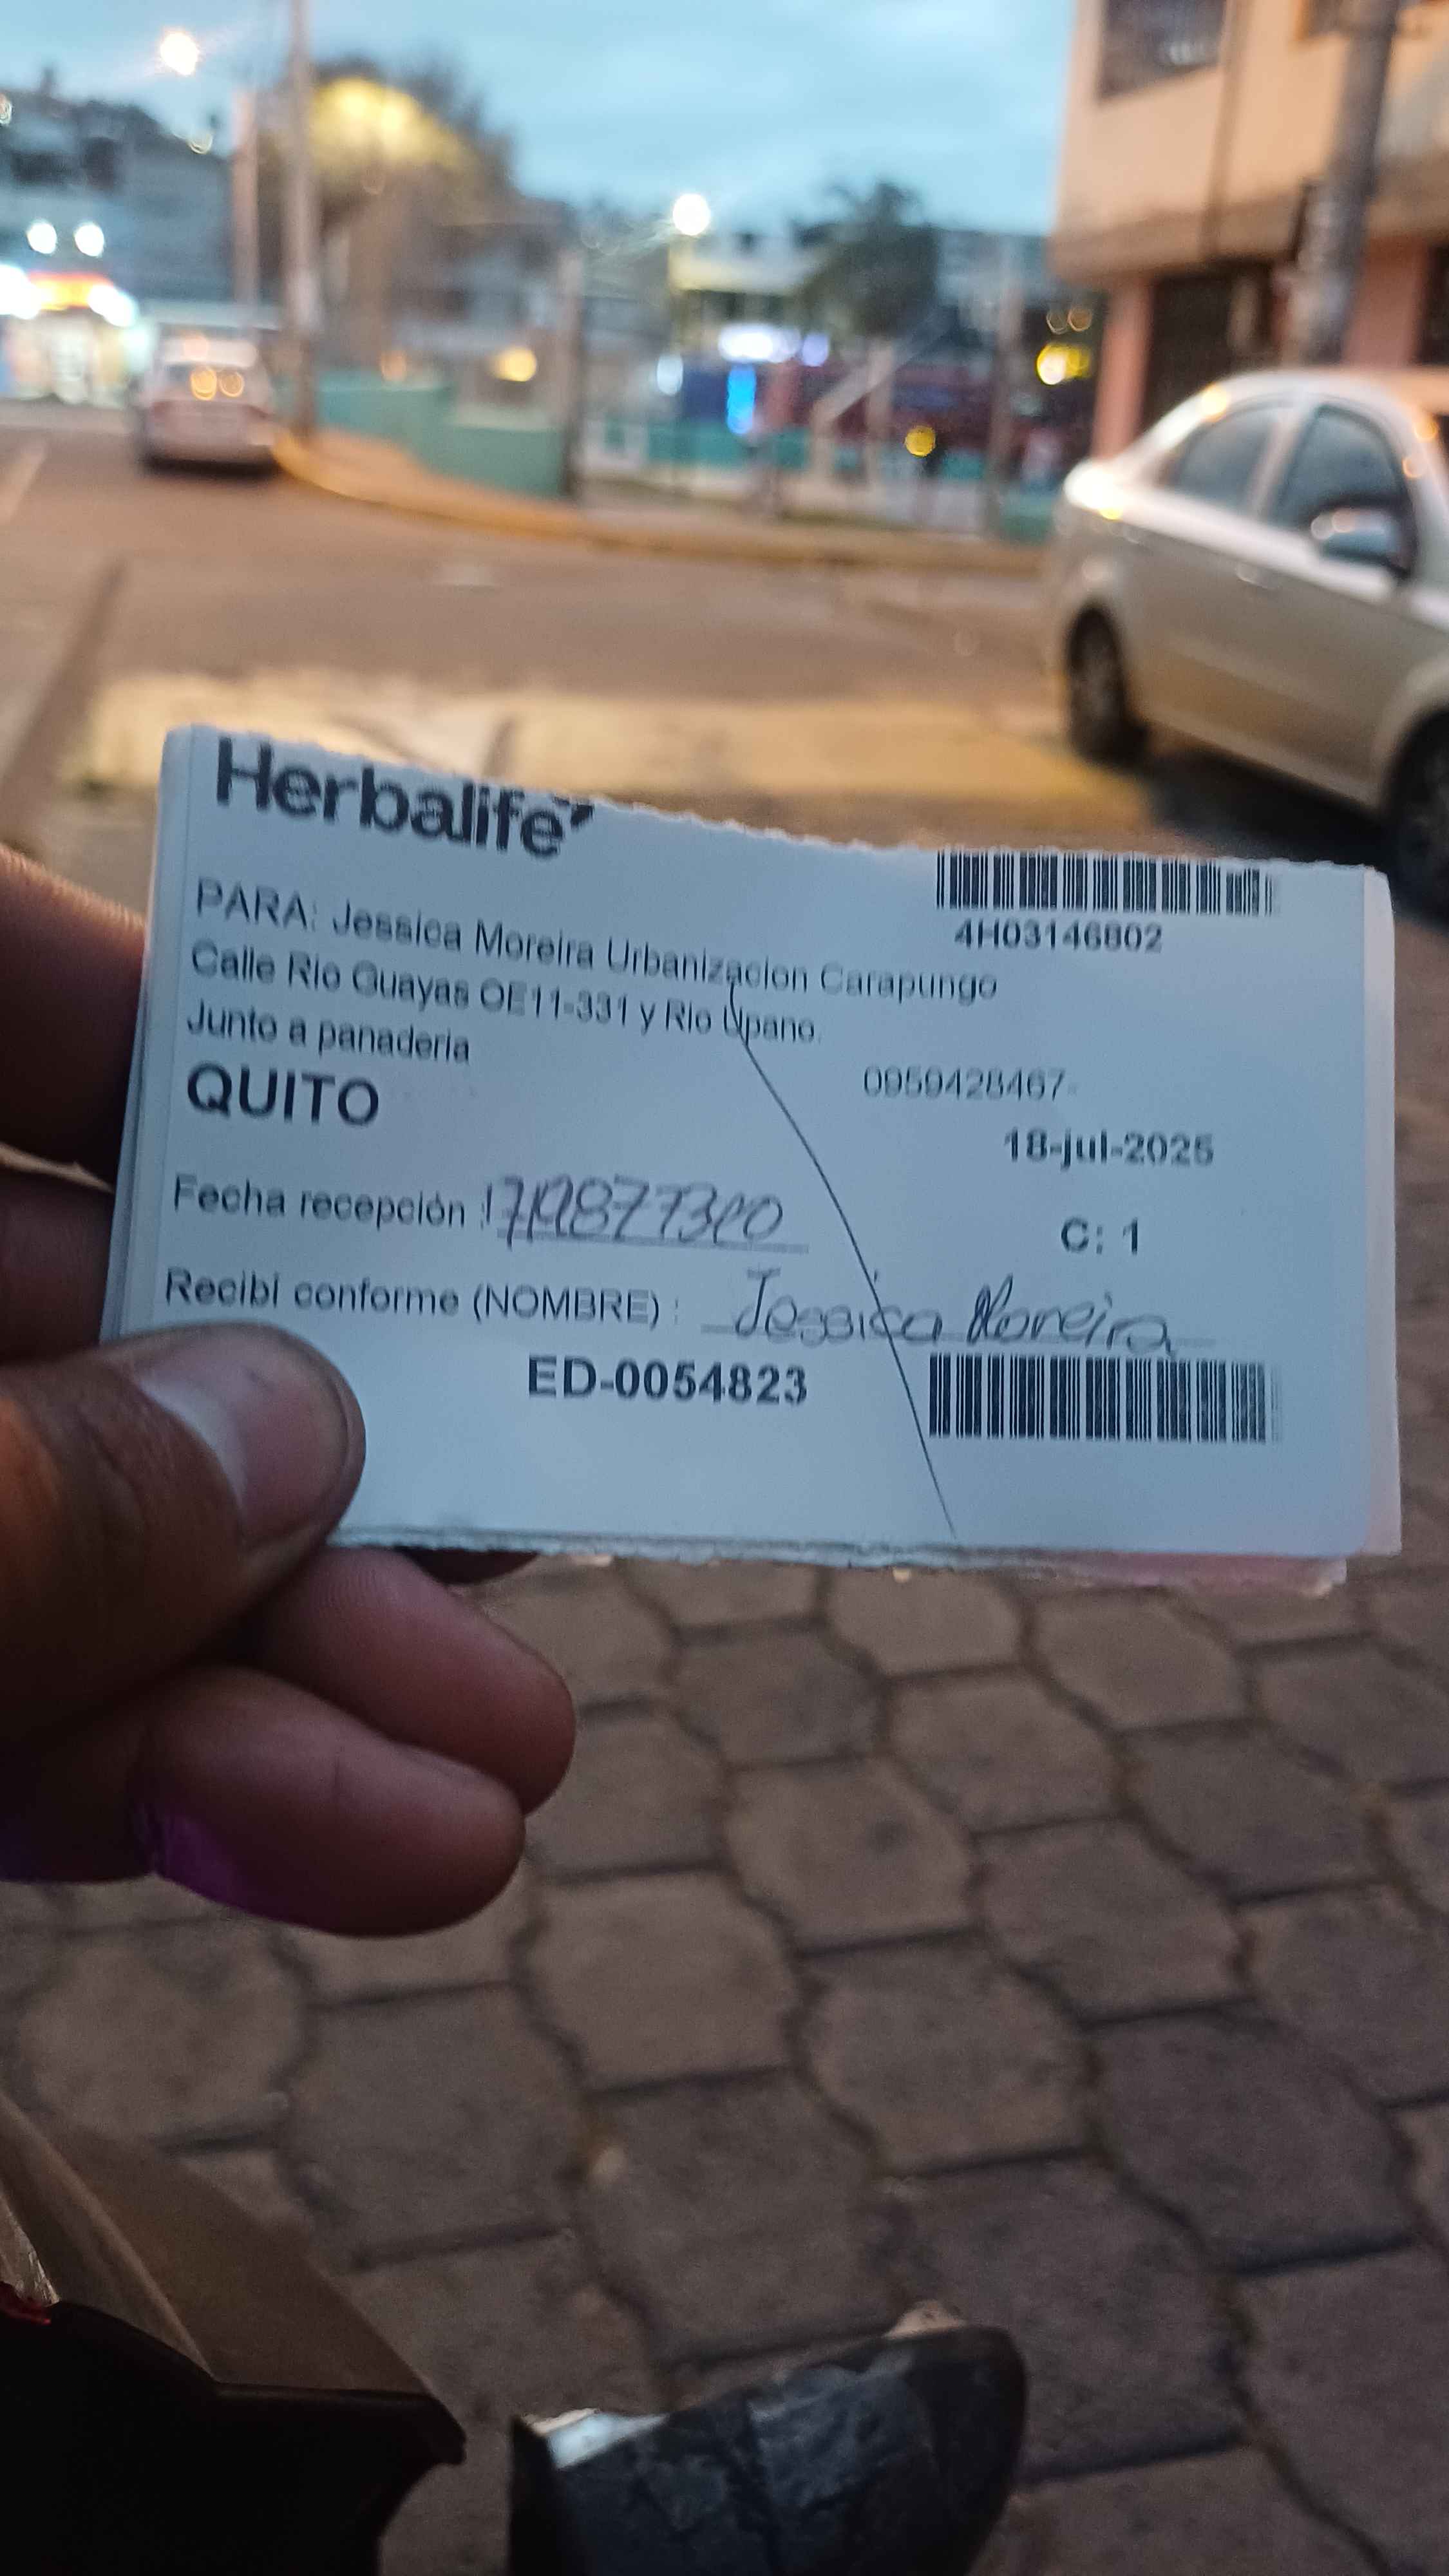 Herbalife
4H03146802
PARA: Jessica Moreira Urbanizacion Carapungo
Calle Rio Guayas OE11-331 y Rio Upano.
Junto a panaderia
0959428467-
QUITO
18-jul-2025
Fecha recepción :
C: 1
Recibi conforme (NOMBRE) : Jessica Moreira
ED-0054823